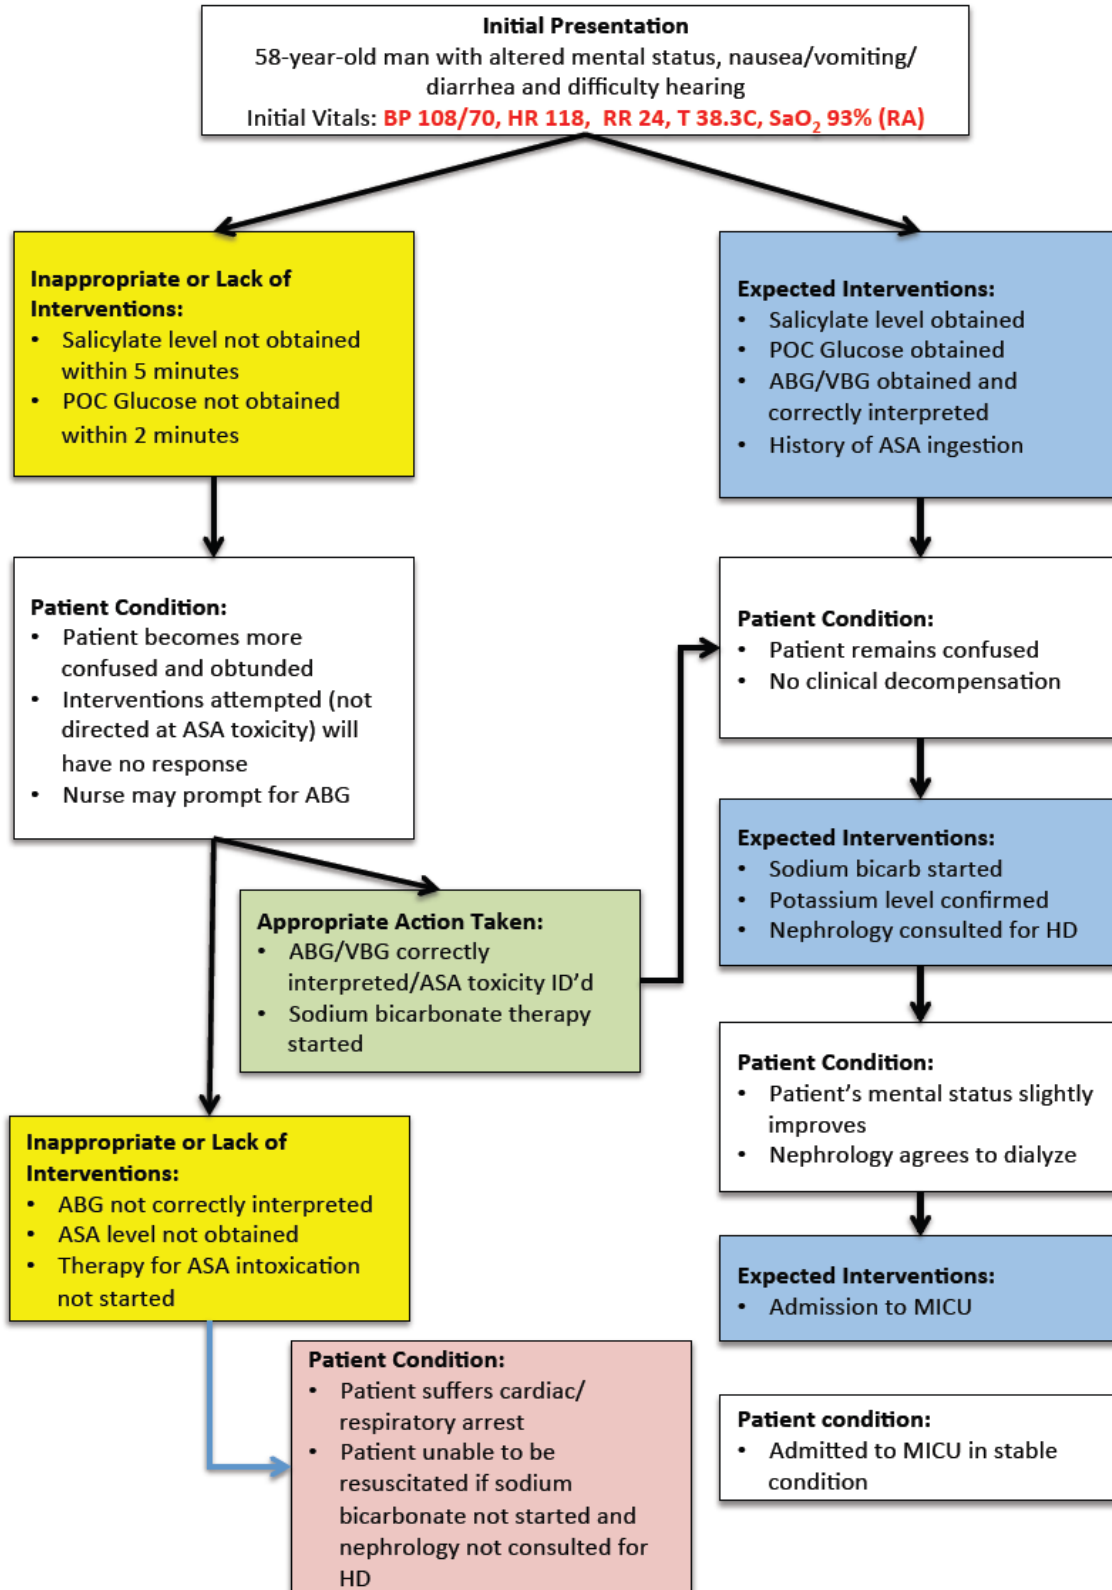 Initial Presentation
58-year-old man with altered mental status, nausea/vomiting/
diarrhea and difficulty hearing
Initial Vitals: BP 108/70, HR 118, RR 24, T 38.3C, SaO2 93% (RA)
Inappropriate or Lack of
Interventions:
• Salicylate level not obtained
within 5 minutes
• POC Glucose not obtained
within 2 minutes
Expected Interventions:
• Salicylate level obtained
• POC Glucose obtained
• ABG/VBG obtained and
correctly interpreted
• History of ASA ingestion
Patient Condition:
• Patient becomes more
confused and obtunded
• Interventions attempted (not
directed at ASA toxicity) will
have no response
• Nurse may prompt for ABG
Patient Condition:
• Patient remains confused
• No clinical decompensation
Appropriate Action Taken:
• ABG/VBG correctly
interpreted/ASA toxicity ID’d
• Sodium bicarbonate therapy
started
Expected Interventions:
• Sodium bicarb started
• Potassium level confirmed
• Nephrology consulted for HD
Patient Condition:
• Patient’s mental status slightly
improves
• Nephrology agrees to dialyze
Inappropriate or Lack of
Interventions:
• ABG not correctly interpreted
• ASA level not obtained
• Therapy for ASA intoxication
not started
Expected Interventions:
• Admission to MICU
Patient Condition:
• Patient suffers cardiac/
respiratory arrest
• Patient unable to be
resuscitated if sodium
bicarbonate not started and
nephrology not consulted for
HD
Patient condition:
• Admitted to MICU in stable
condition